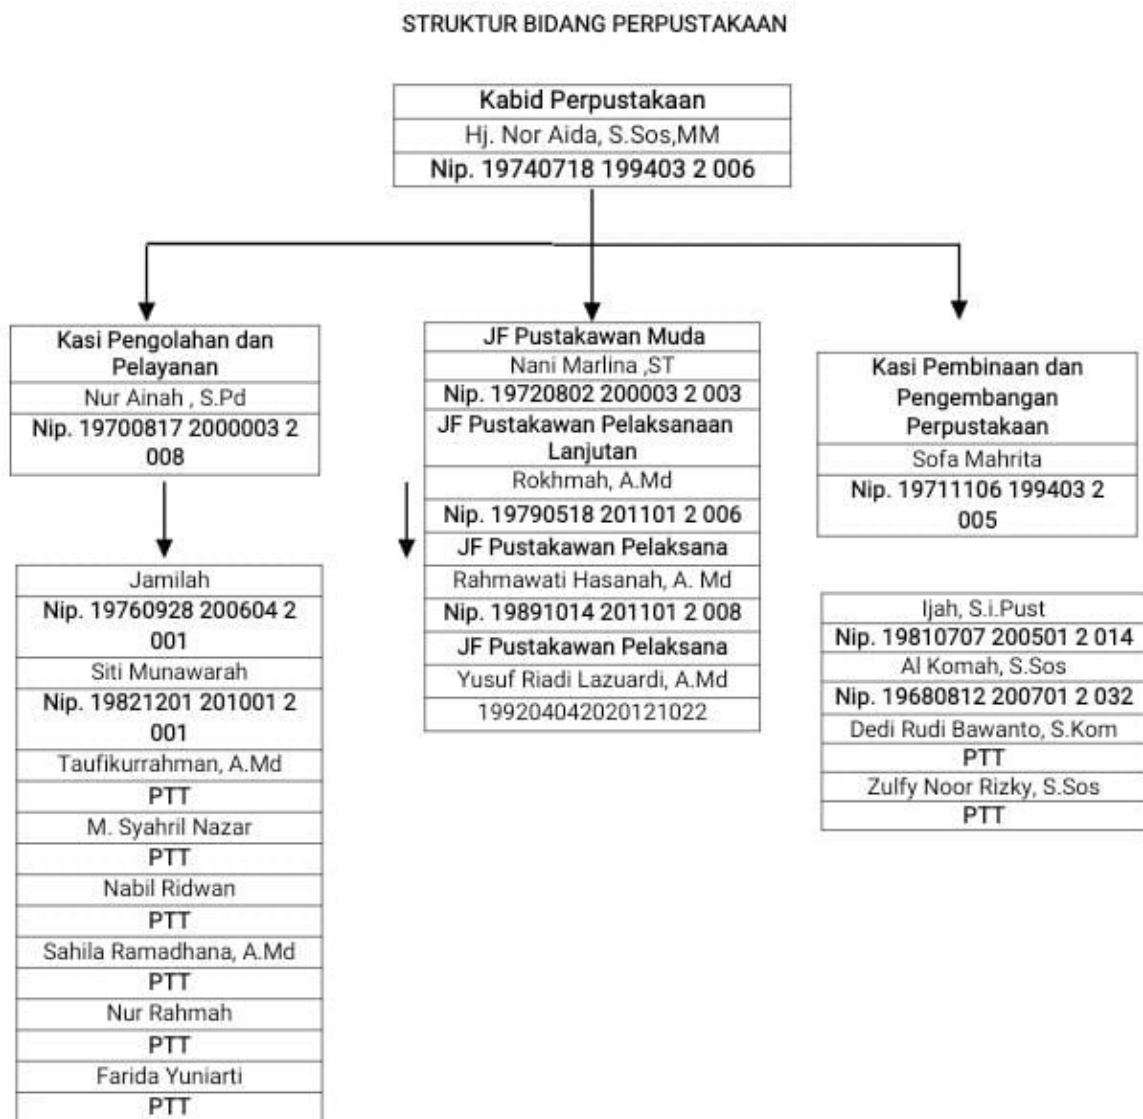 STRUKTUR BIDANG PERPUSTAKAAN
Kabid Perpustakaan
Hj. Nor Aida, S.Sos,MM
Nip. 19740718 199403 2 006
Kasi Pengolahan dan
Pelayanan
Nur Ainah , S.Pd
Nip. 19700817 2000003 2
008
JF Pustakawan Muda
Nani Marlina ,ST
Nip. 19720802 200003 2 003
JF Pustakawan Pelaksanaan
Lanjutan
Rokhmah, A.Md
Nip. 19790518 201101 2 006
JF Pustakawan Pelaksana
Rahmawati Hasanah, A. Md
Nip. 19891014 201101 2 008
JF Pustakawan Pelaksana
Yusuf Riadi Lazuardi, A.Md
199204042020121022
Kasi Pembinaan dan
Pengembangan
Perpustakaan
Sofa Mahrita
Nip. 19711106 199403 2
005
Jamilah
Nip. 19760928 200604 2
001
Siti Munawarah
Nip. 19821201 201001 2
001
Taufikurrahman, A.Md
PTT
M. Syahril Nazar
PTT
Nabil Ridwan
PTT
Sahila Ramadhana, A.Md
PTT
Nur Rahmah
PTT
Farida Yuniarti
PTT
Ijah, S.i.Pust
Nip. 19810707 200501 2 014
Al Komah, S.Sos
Nip. 19680812 200701 2 032
Dedi Rudi Bawanto, S.Kom
PTT
Zulfy Noor Rizky, S.Sos
PTT